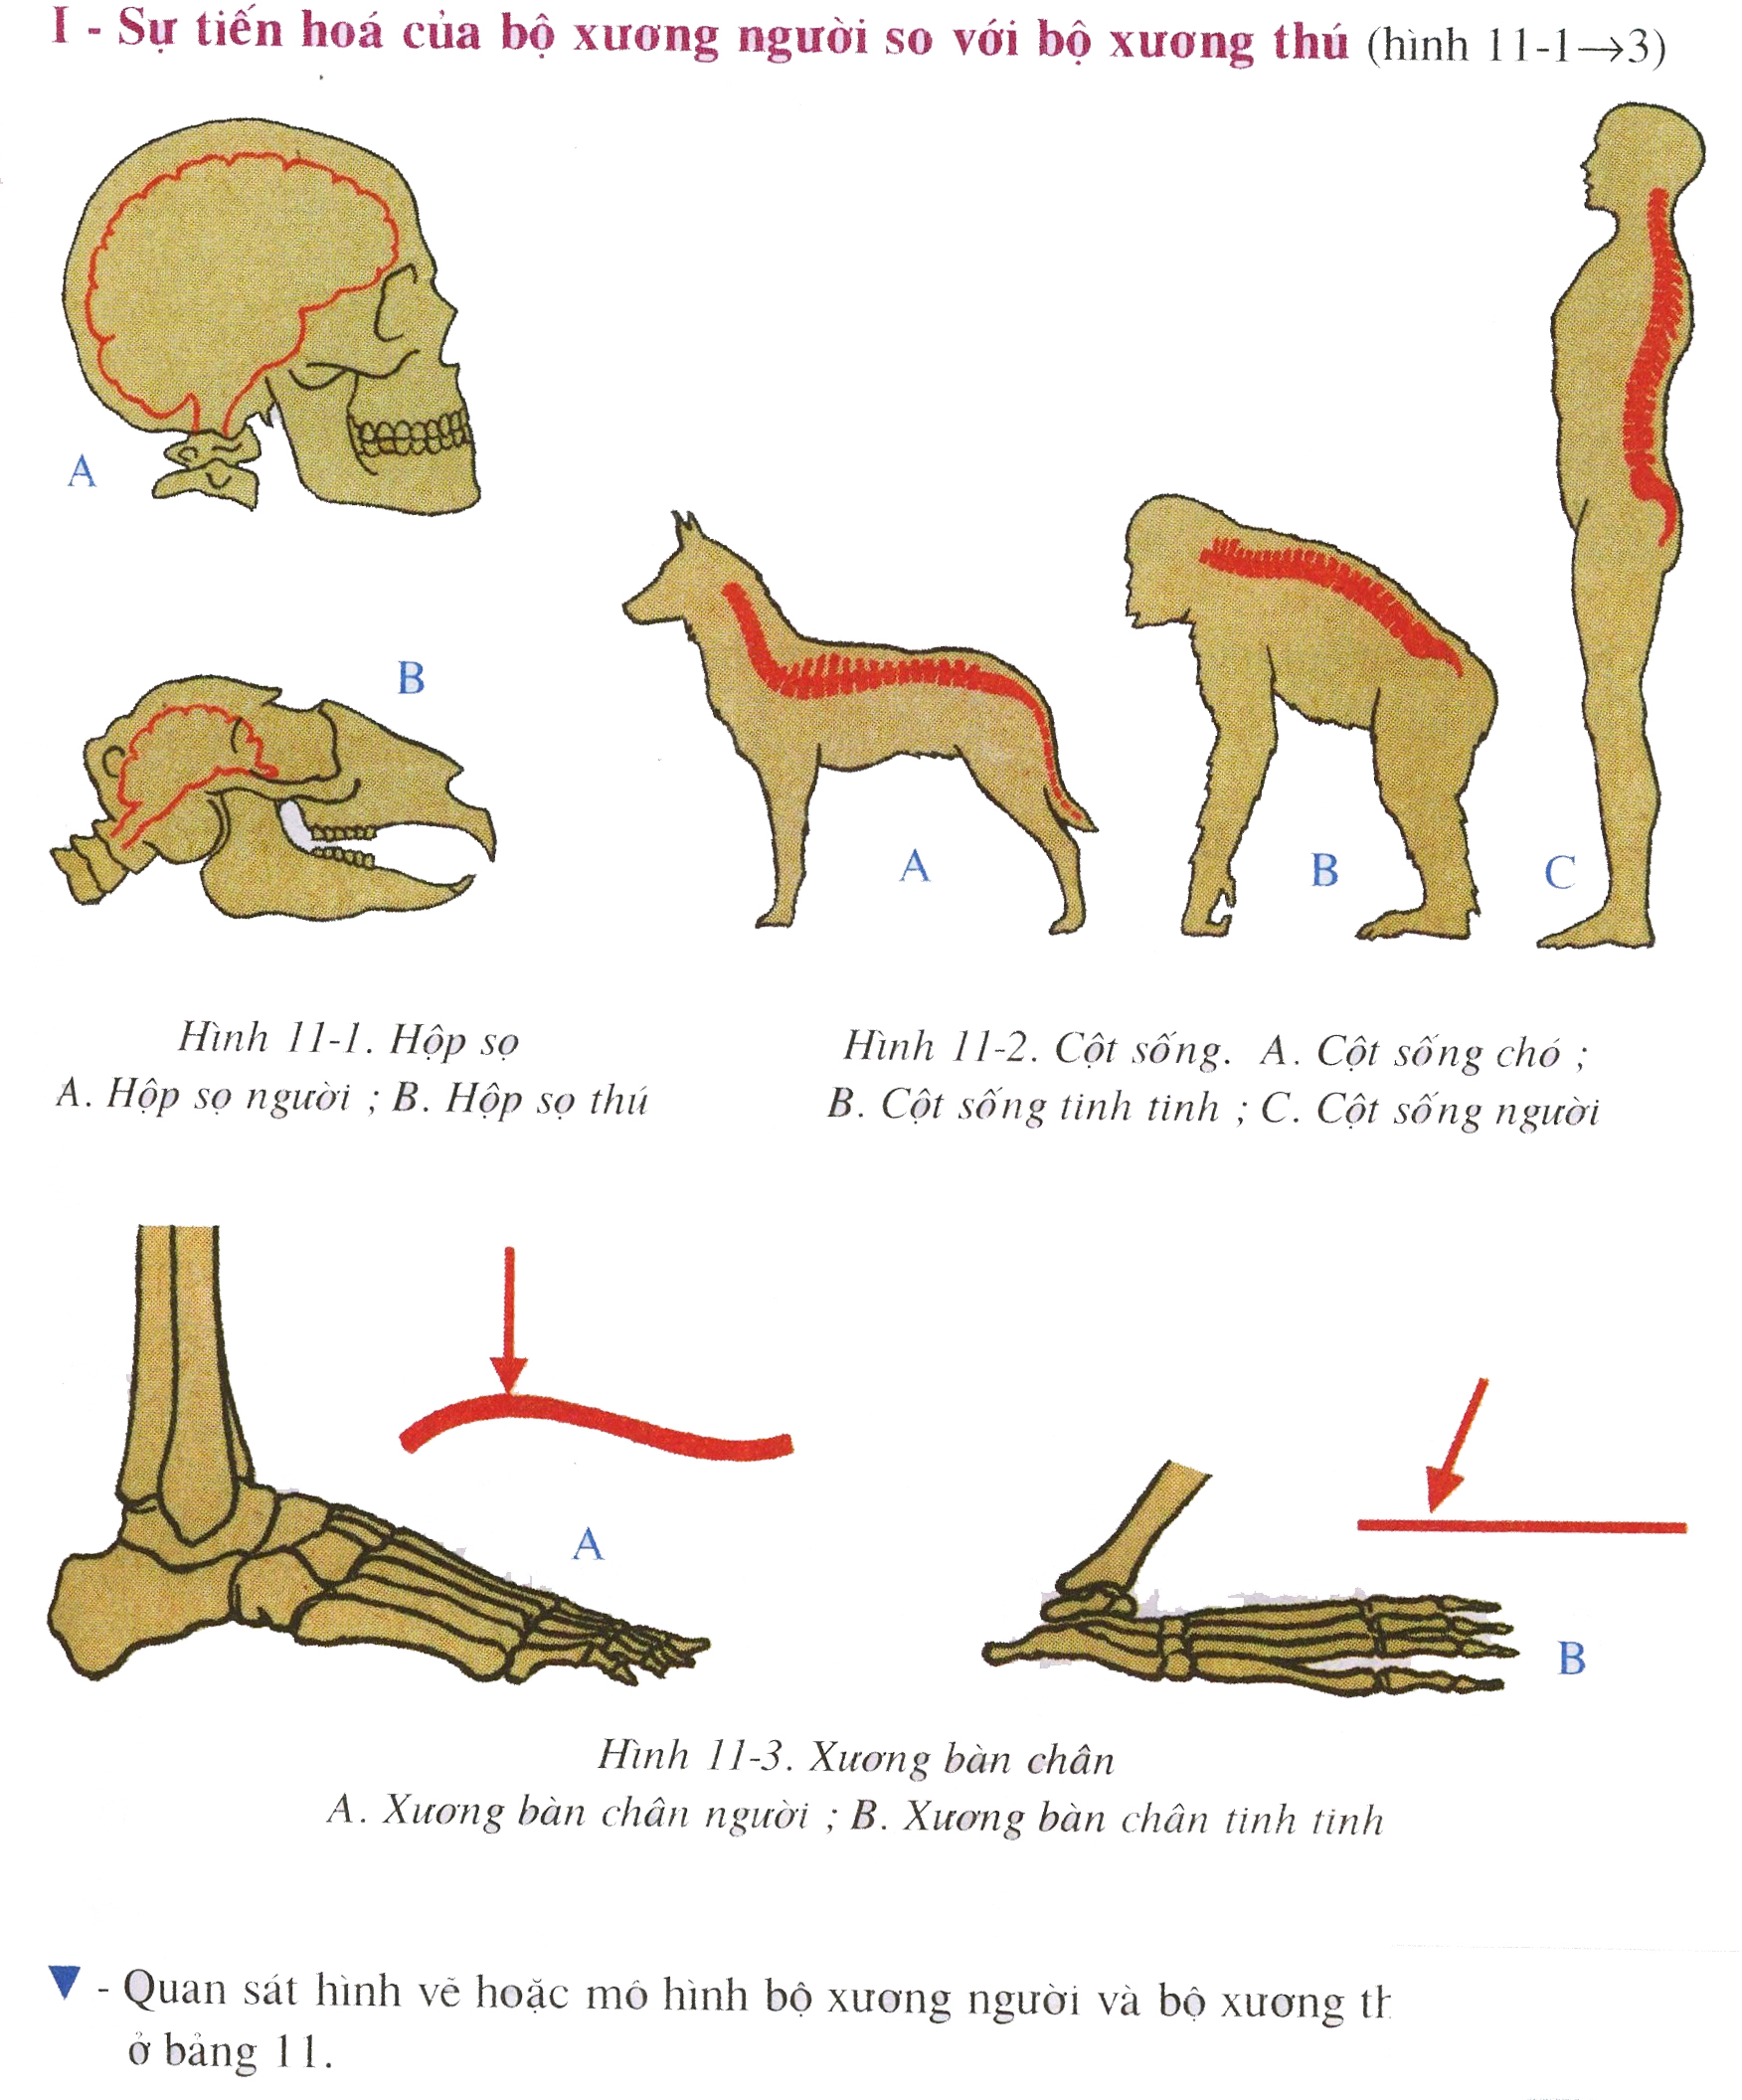 I - Sự tiến hoá của bộ xương người so với bộ xương thú (hình 11-1→3)
A
B
A
B
C
Hình 11-1. Hộp sọ
A. Hộp sọ người ; B. Hộp sọ thú
Hình 11-2. Cột sống. A. Cột sống chó ;
B. Cột sống tinh tinh ; C. Cột sống người
A
B
Hình 11-3. Xương bàn chân
A. Xương bàn chân người ; B. Xương bàn chân tinh tinh
▼ - Quan sát hình vẽ hoặc mô hình bộ xương người và bộ xương
ở bảng 11.